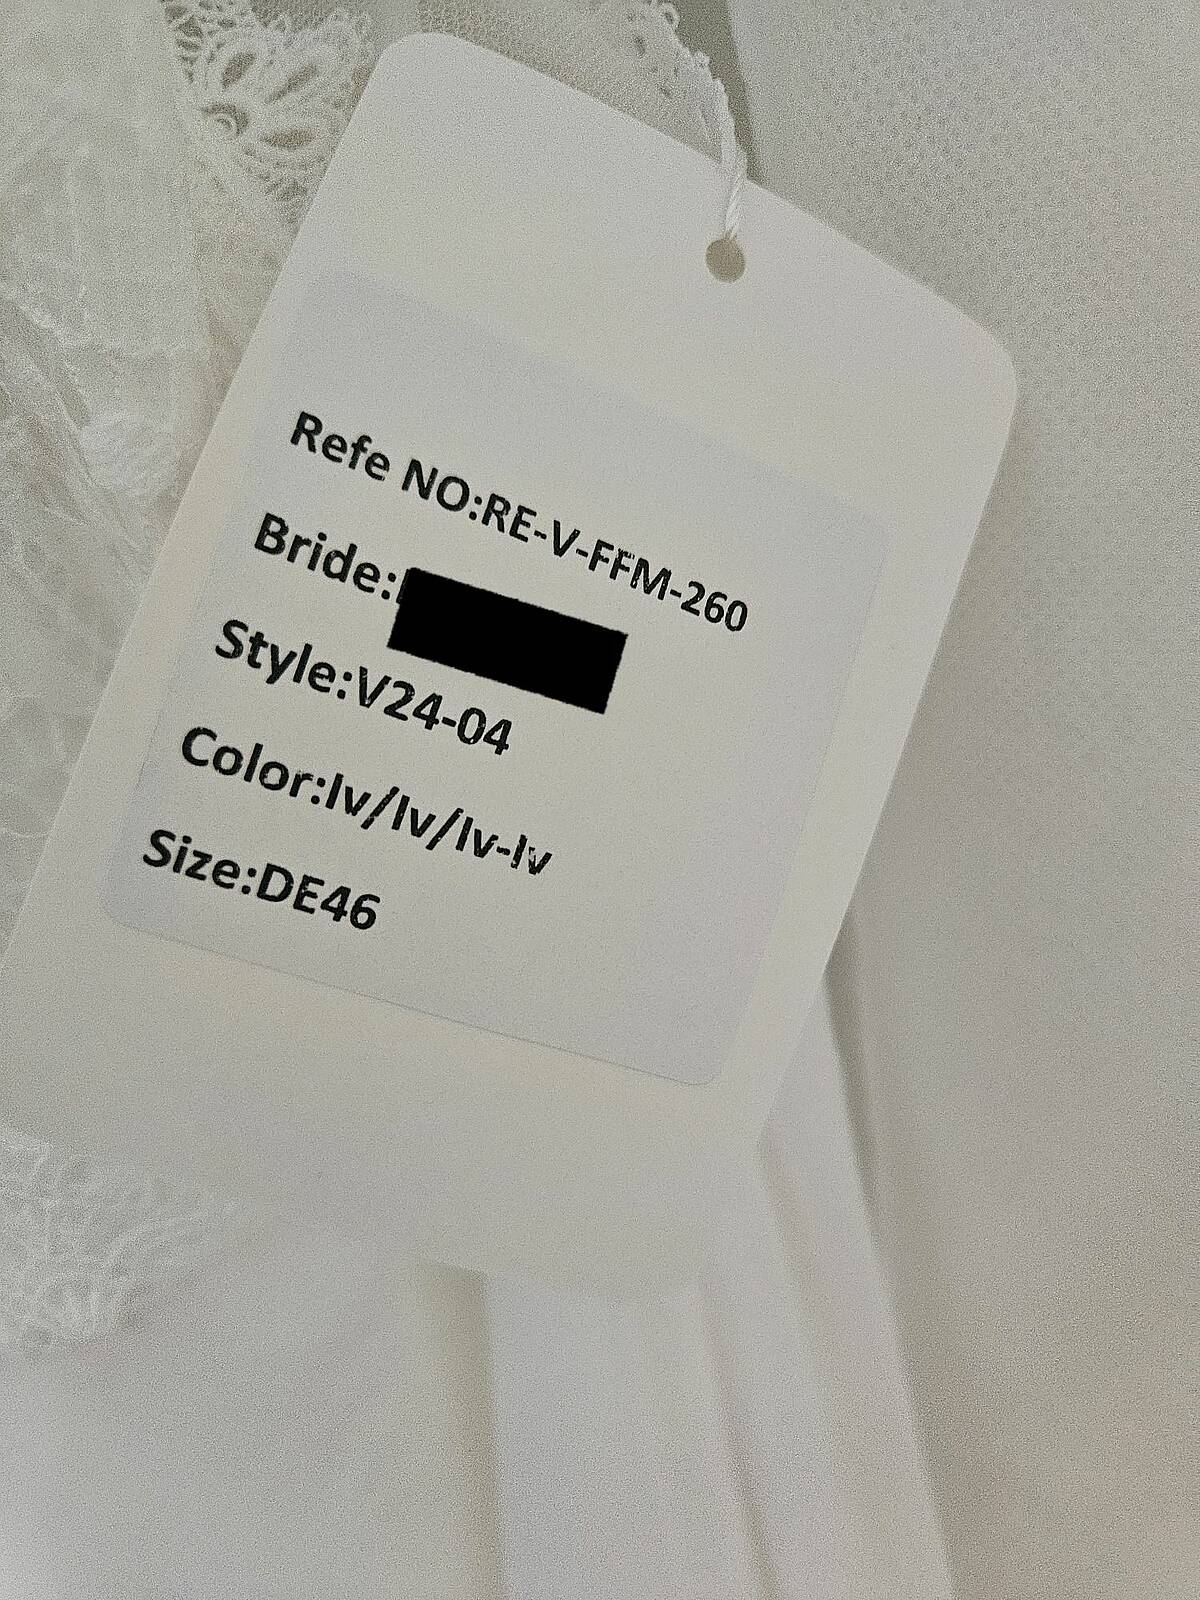 Refe NO:RE-V-FFM-260
Bride:
Style:V24-04
Color:Iv/Iv/Iv-Iv
Size:DE46